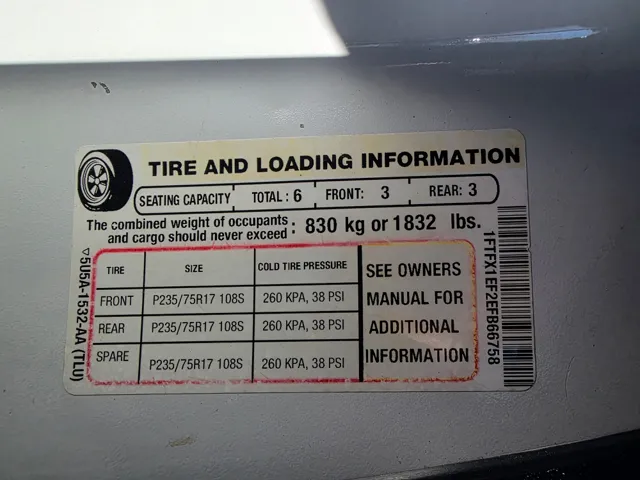 TIRE AND LOADING INFORMATION
SEATING CAPACITY TOTAL : 6 FRONT: 3 REAR: 3
The combined weight of occupants and cargo should never exceed : 830 kg or 1832 lbs.
TIRE SIZE COLD TIRE PRESSURE
FRONT P235/75R17 108S 260 KPA, 38 PSI
REAR P235/75R17 108S 260 KPA, 38 PSI
SPARE P235/75R17 108S 260 KPA, 38 PSI
SEE OWNERS
MANUAL FOR
ADDITIONAL
INFORMATION
5U5A-1532-AA (TLU)
1FTFX1EF2EFB66758